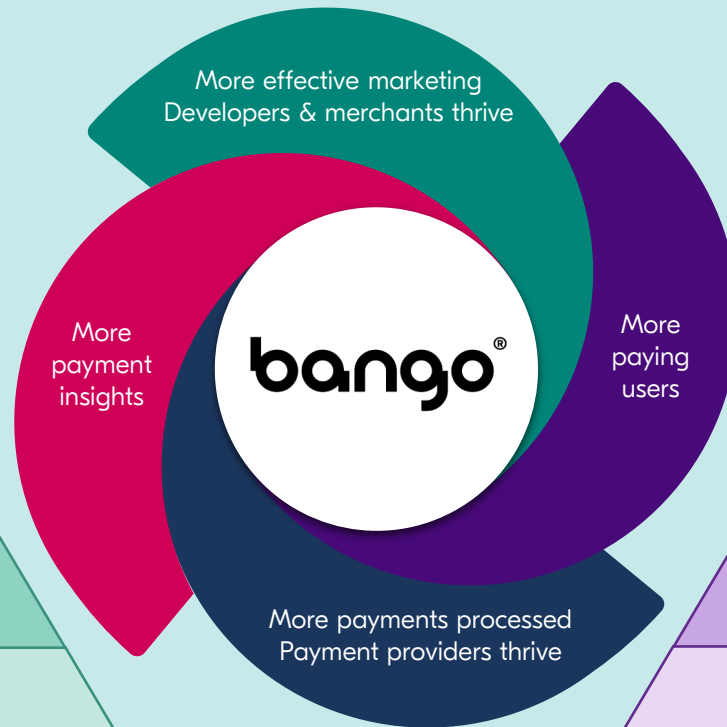 More effective marketing
Developers & merchants thrive
More
paying
users
More payments processed
Payment providers thrive
More
payment
insights
bango®